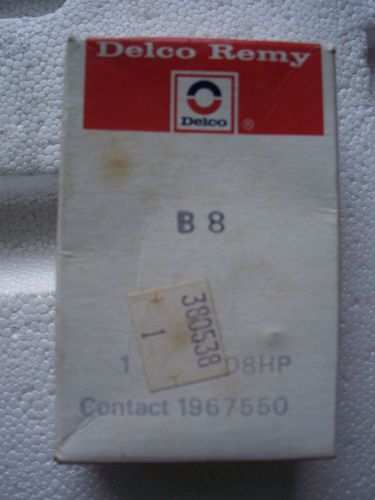 Delco Remy
Delco ®
B 8
380538
1
1 D8HP
Contact 1967550